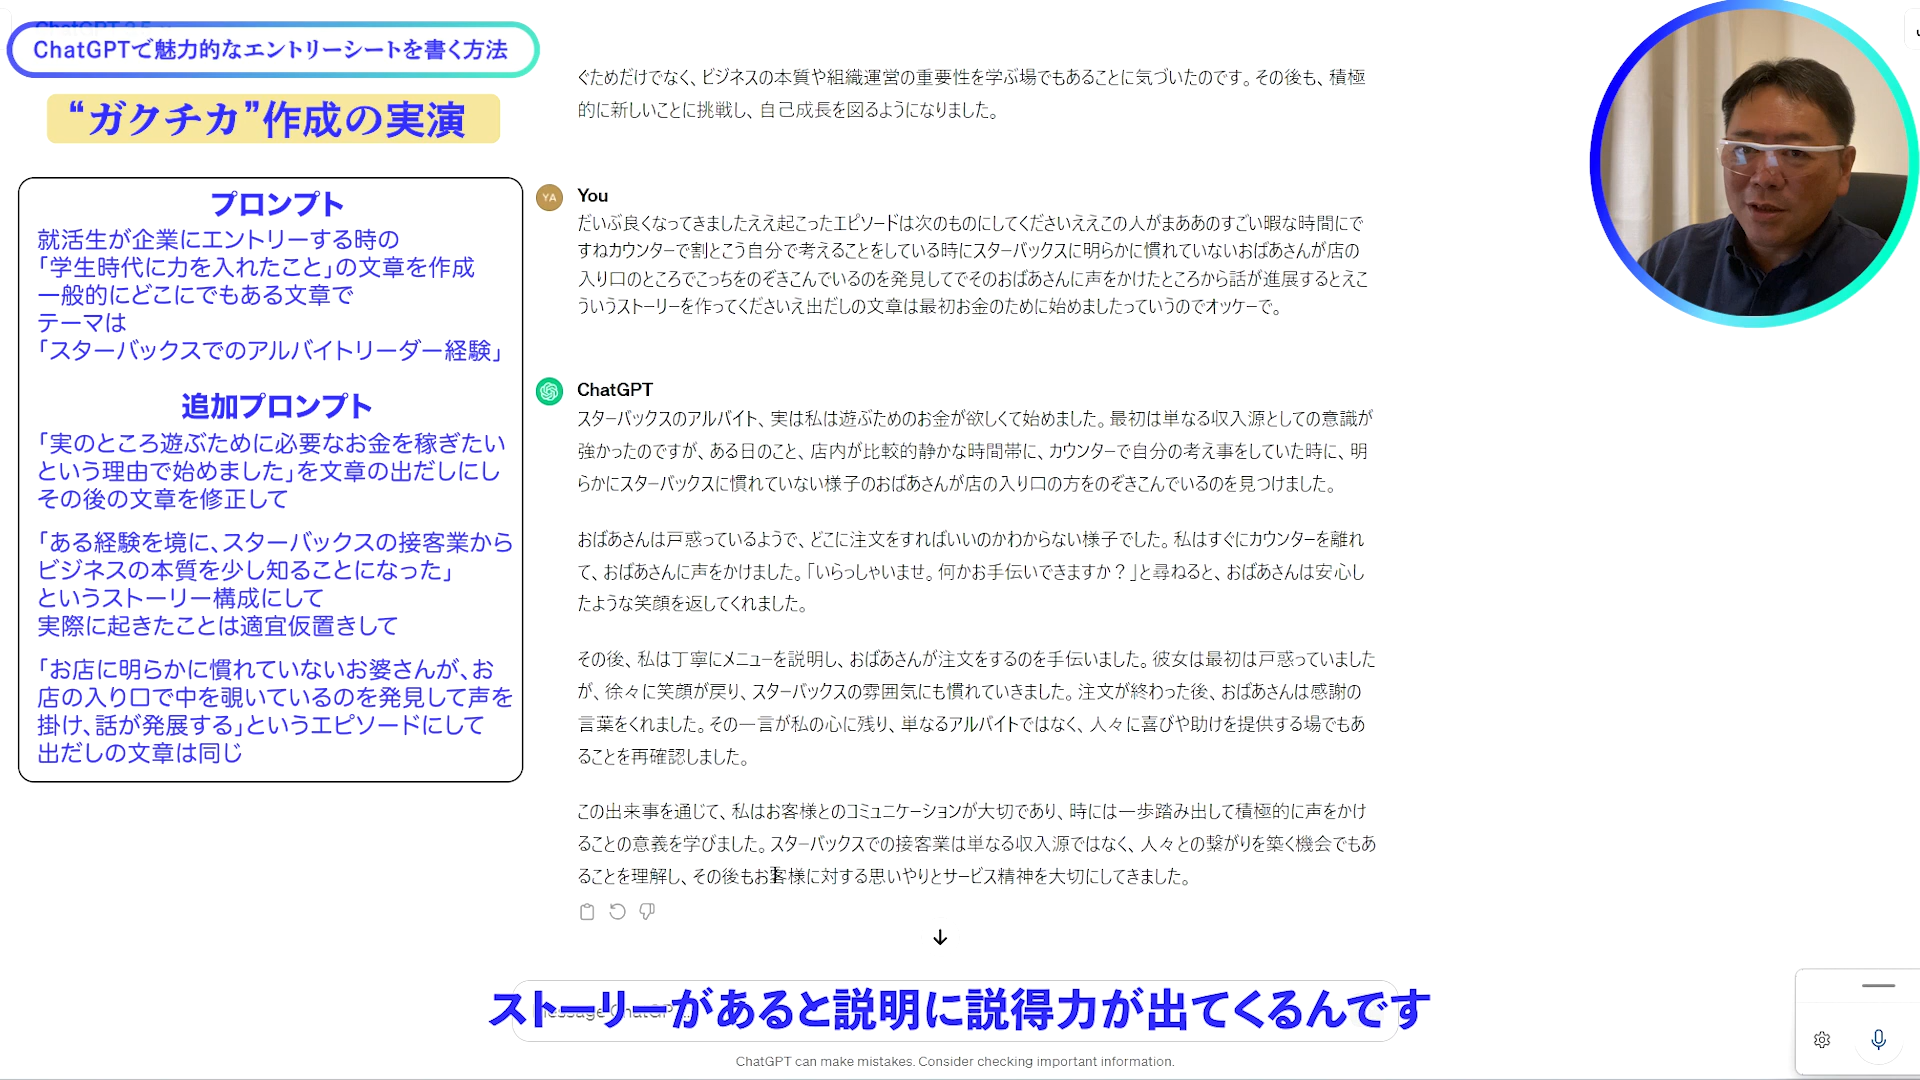 ChatGPTで魅力的なエントリーシートを書く方法
“ガクチカ”作成の実演
プロンプト
就活生が企業にエントリーする時の
「学生時代に力を入れたこと」の文章を作成
一般的にどこにでもある文章で
テーマは
「スターバックスでのアルバイトリーダー経験」
追加プロンプト
「実のところ遊ぶために必要なお金を稼ぎたい
という理由で始めました」を文章の出だしにし
その後の文章を修正して
「ある経験を境に、スターバックスの接客業から
ビジネスの本質を少し知ることになった」
というストーリー構成にして
実際に起きたことは適宜仮置きして
「お店に明らかに慣れていないお婆さんが、お
店の入り口で中を覗いているのを発見して声を
掛け、話が発展する」というエピソードにして
出だしの文章は同じ
ぐためだけでなく、ビジネスの本質や組織運営の重要性を学ぶ場でもあることに気づいたのです。その後も、積極
的に新しいことに挑戦し、自己成長を図るようになりました。
YA
You
だいぶ良くなってきましたええ起こったエピソードは次のものにしてくださいええこの人がまああのすごい暇な時間にで
すねカウンターで割とこう自分で考えることをしている時にスターバックスに明らかに慣れていないおばあさんが店の
入り口のところでこっちをのぞきこんでいるのを発見してでそのおばあさんに声をかけたところから話が進展するとえこ
ういうストーリーを作ってくださいえ出だしの文章は最初お金のために始めましたっていうのでオッケーで。
ChatGPT
スターバックスのアルバイト、実は私は遊ぶためのお金が欲しくて始めました。最初は単なる収入源としての意識が
強かったのですが、ある日のこと、店内が比較的静かな時間帯に、カウンターで自分の考え事をしていた時に、明
らかにスターバックスに慣れていない様子のおばあさんが店の入り口の方をのぞきこんでいるのを見つけました。
おばあさんは戸惑っているようで、どこに注文をすればいいのかわからない様子でした。私はすぐにカウンターを離れ
て、おばあさんに声をかけました。「いらっしゃいませ。何かお手伝いできますか？」と尋ねると、おばあさんは安心し
たような笑顔を返してくれました。
その後、私は丁寧にメニューを説明し、おばあさんが注文をするのを手伝いました。彼女は最初は戸惑っていました
が、徐々に笑顔が戻り、スターバックスの雰囲気にも慣れていきました。注文が終わった後、おばあさんは感謝の
言葉をくれました。その一言が私の心に残り、単なるアルバイトではなく、人々に喜びや助けを提供する場でもあ
ることを再確認しました。
この出来事を通じて、私はお客様とのコミュニケーションが大切であり、時には一歩踏み出して積極的に声をかけ
ることの意義を学びました。スターバックスでの接客業は単なる収入源ではなく、人々との繋がりを築く機会でもあ
ることを理解し、その後もお客様に対する思いやりとサービス精神を大切にしてきました。
ストーリーがあると説明に説得力が出てくるんです
ChatGPT can make mistakes. Consider checking important information.